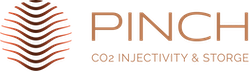 PINCH
CO2 INJECTIVITY & STORGE